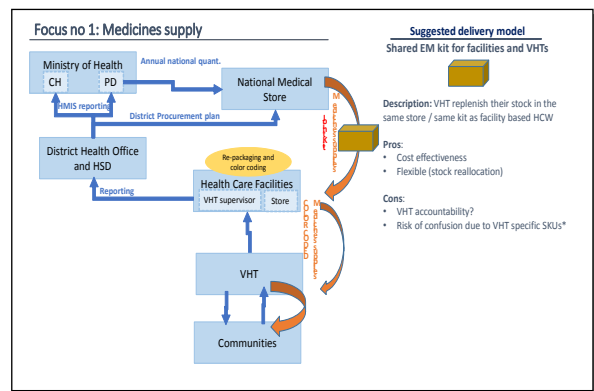 Focus no 1: Medicines supply
Ministry of Health
CH
PD
Annual national quant.
National Medical
Store
HMIS reporting
District Procurement plan
District Health Office
and HSD
Re-packaging and
color coding
Reporting
Health Care Facilities
VHT supervisor
Store
VHT
Communities
Suggested delivery model
Shared EM kit for facilities and VHTs
Description: VHT replenish their stock in the
same store / same kit as facility based HCW
Pros:
• Cost effectiveness
• Flexible (stock reallocation)
Cons:
• VHT accountability?
• Risk of confusion due to VHT specific SKUs*